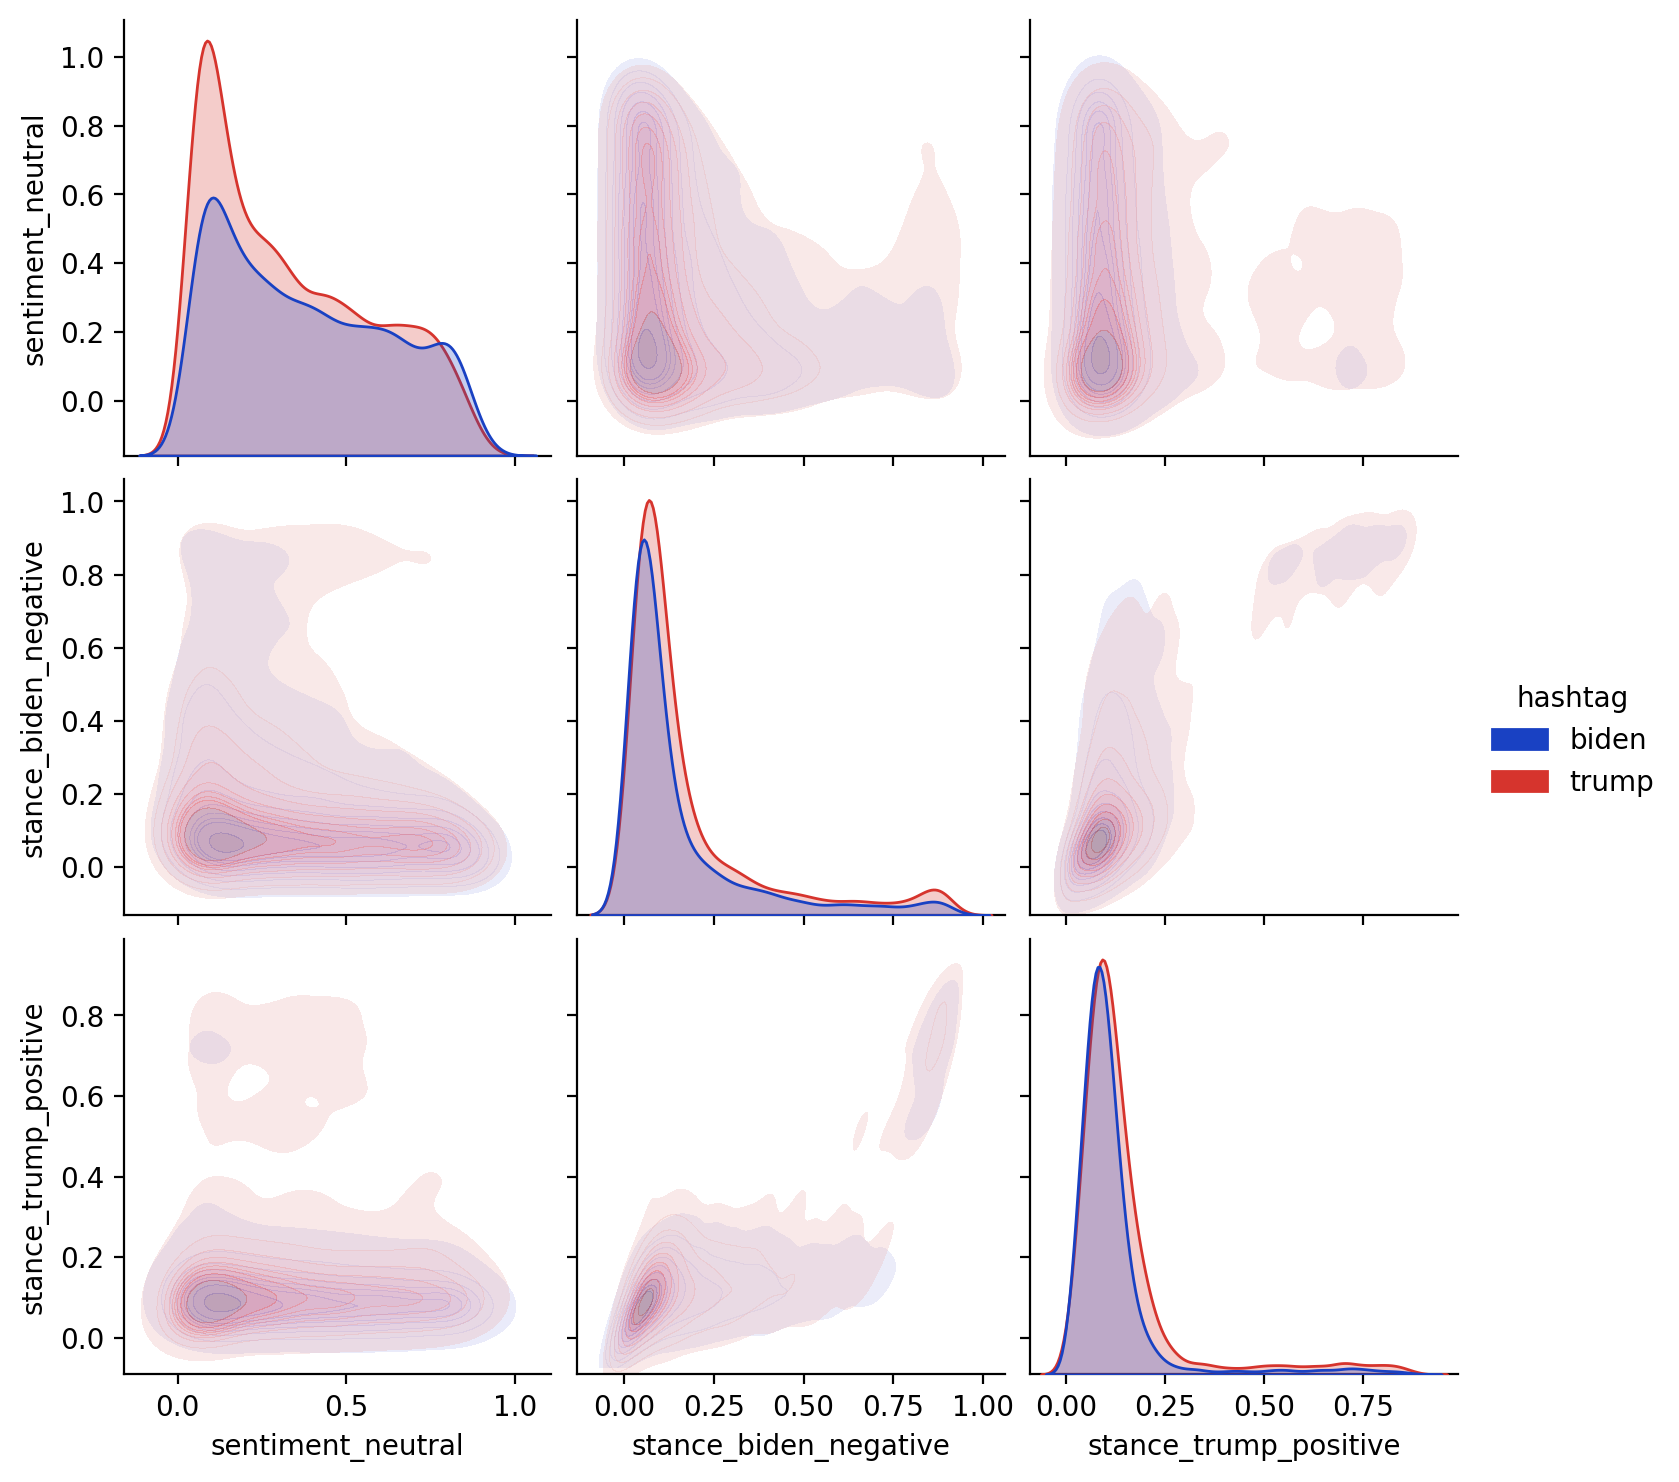 sentiment_neutral
1.0
0.8
0.6
0.4
0.2
0.0
stance_biden_negative
1.0
0.8
0.6
0.4
0.2
0.0
hashtag
biden
trump
stance_trump_positive
0.8
0.6
0.4
0.2
0.0
0.0 0.5 1.0 0.00 0.25 0.50 0.75 1.00 0.00 0.25 0.50 0.75
sentiment_neutral stance_biden_negative stance_trump_positive